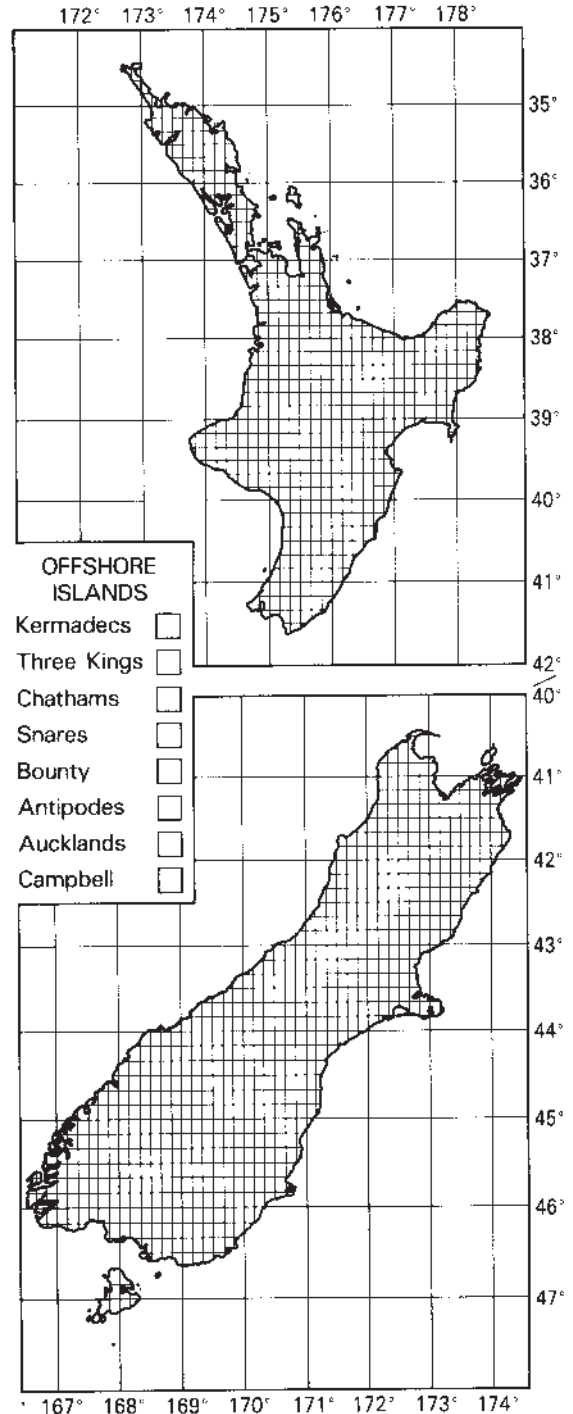 172° 173° 174° 175° 176° 177° 178°
35°
36°
37°
38°
39°
40°
41°
42°
OFFSHORE
ISLANDS
Kermadecs
Three Kings
Chathams
Snares
Bounty
Antipodes
Aucklands
Campbell
40°
41°
42°
43°
44°
45°
46°
47°
167° 168° 169° 170° 171° 172° 173° 174°